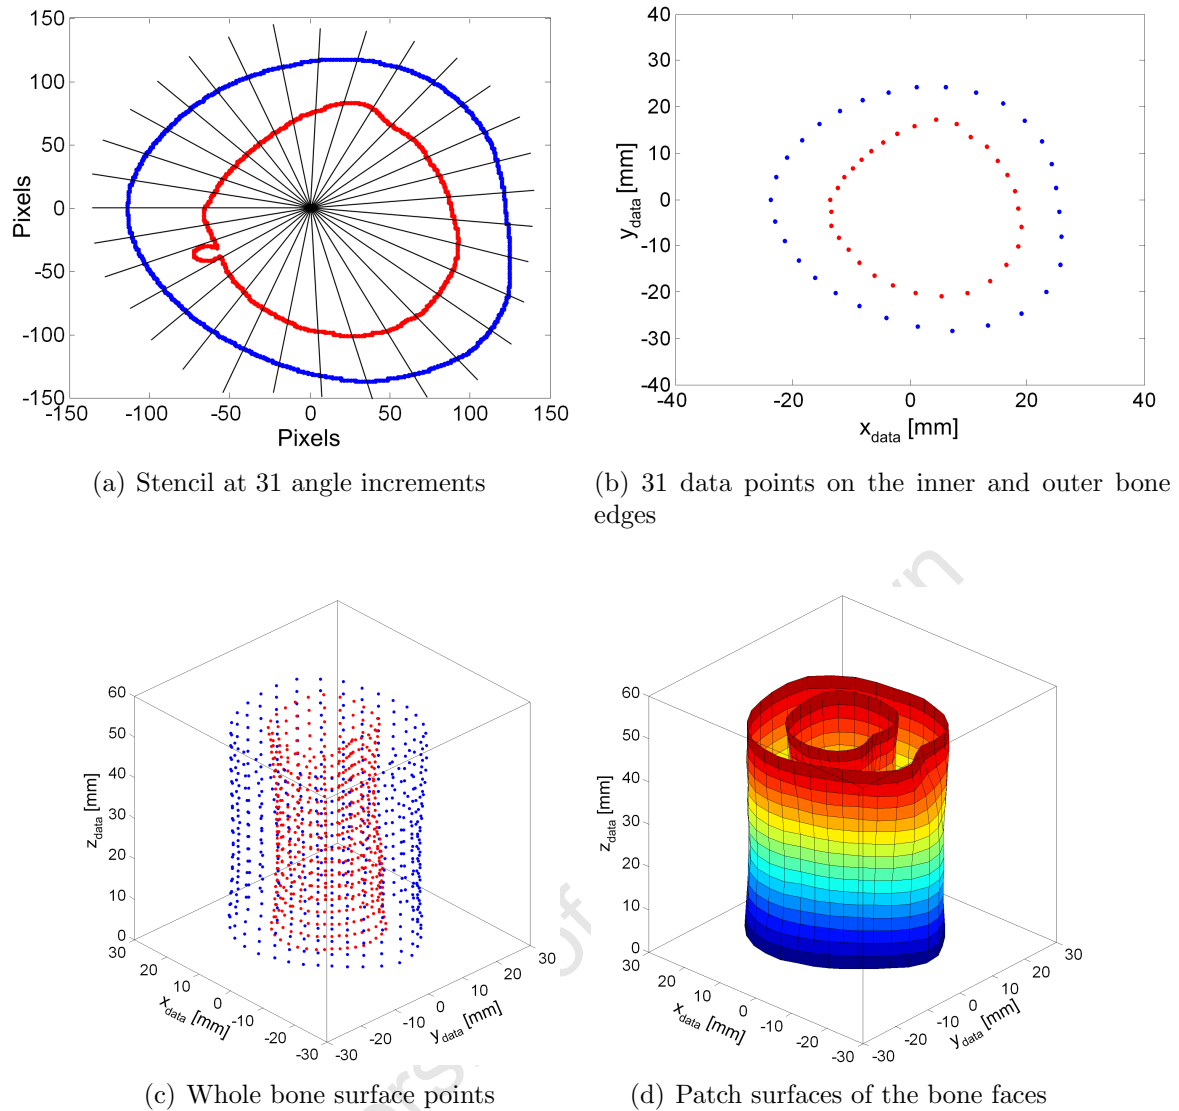 150
100
50
0
-50
-100
-150
Pixels
-150 -100 -50 0 50 100 150
Pixels
40
30
20
10
0
-10
-20
-30
-40
y_data [mm]
-40 -20 0 20 40
x_data [mm]
(a) Stencil at 31 angle increments
(b) 31 data points on the inner and outer bone
edges
60
50
40
30
20
10
0
z_data [mm]
30 20 10 0 -10 -20 -30
x_data [mm]
-30 -20 -10 0 10 20 30
y_data [mm]
60
50
40
30
20
10
0
z_data [mm]
30 20 10 0 -10 -20 -30
x_data [mm]
-30 -20 -10 0 10 20 30
y_data [mm]
(c) Whole bone surface points
(d) Patch surfaces of the bone faces